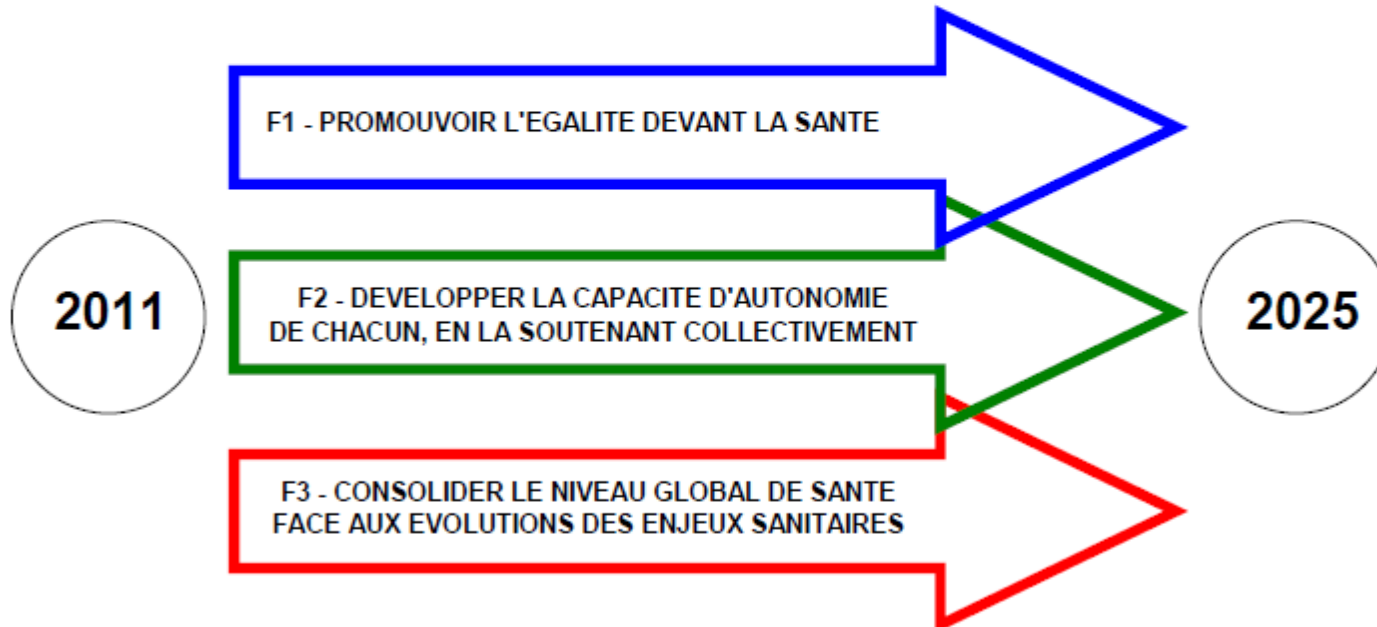 F1 - PROMOUVOIR L'EGALITE DEVANT LA SANTE
2011
F2 - DEVELOPPER LA CAPACITE D'AUTONOMIE
DE CHACUN, EN LA SOUTENANT COLLECTIVEMENT
2025
F3 - CONSOLIDER LE NIVEAU GLOBAL DE SANTE
FACE AUX EVOLUTIONS DES ENJEUX SANITAIRES